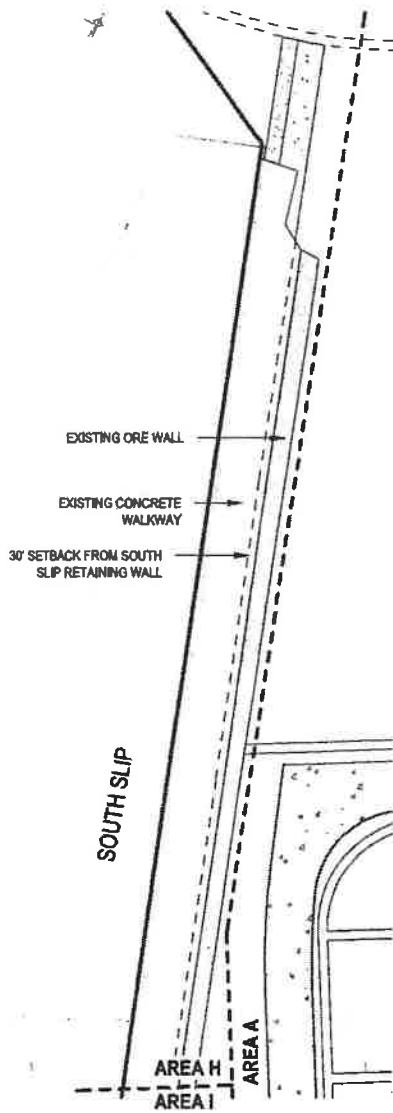 EXISTING ORE WALL
EXISTING CONCRETE
WALKWAY
30' SETBACK FROM SOUTH
SLIP RETAINING WALL
SOUTH SLIP
AREA A
AREA H
AREA I